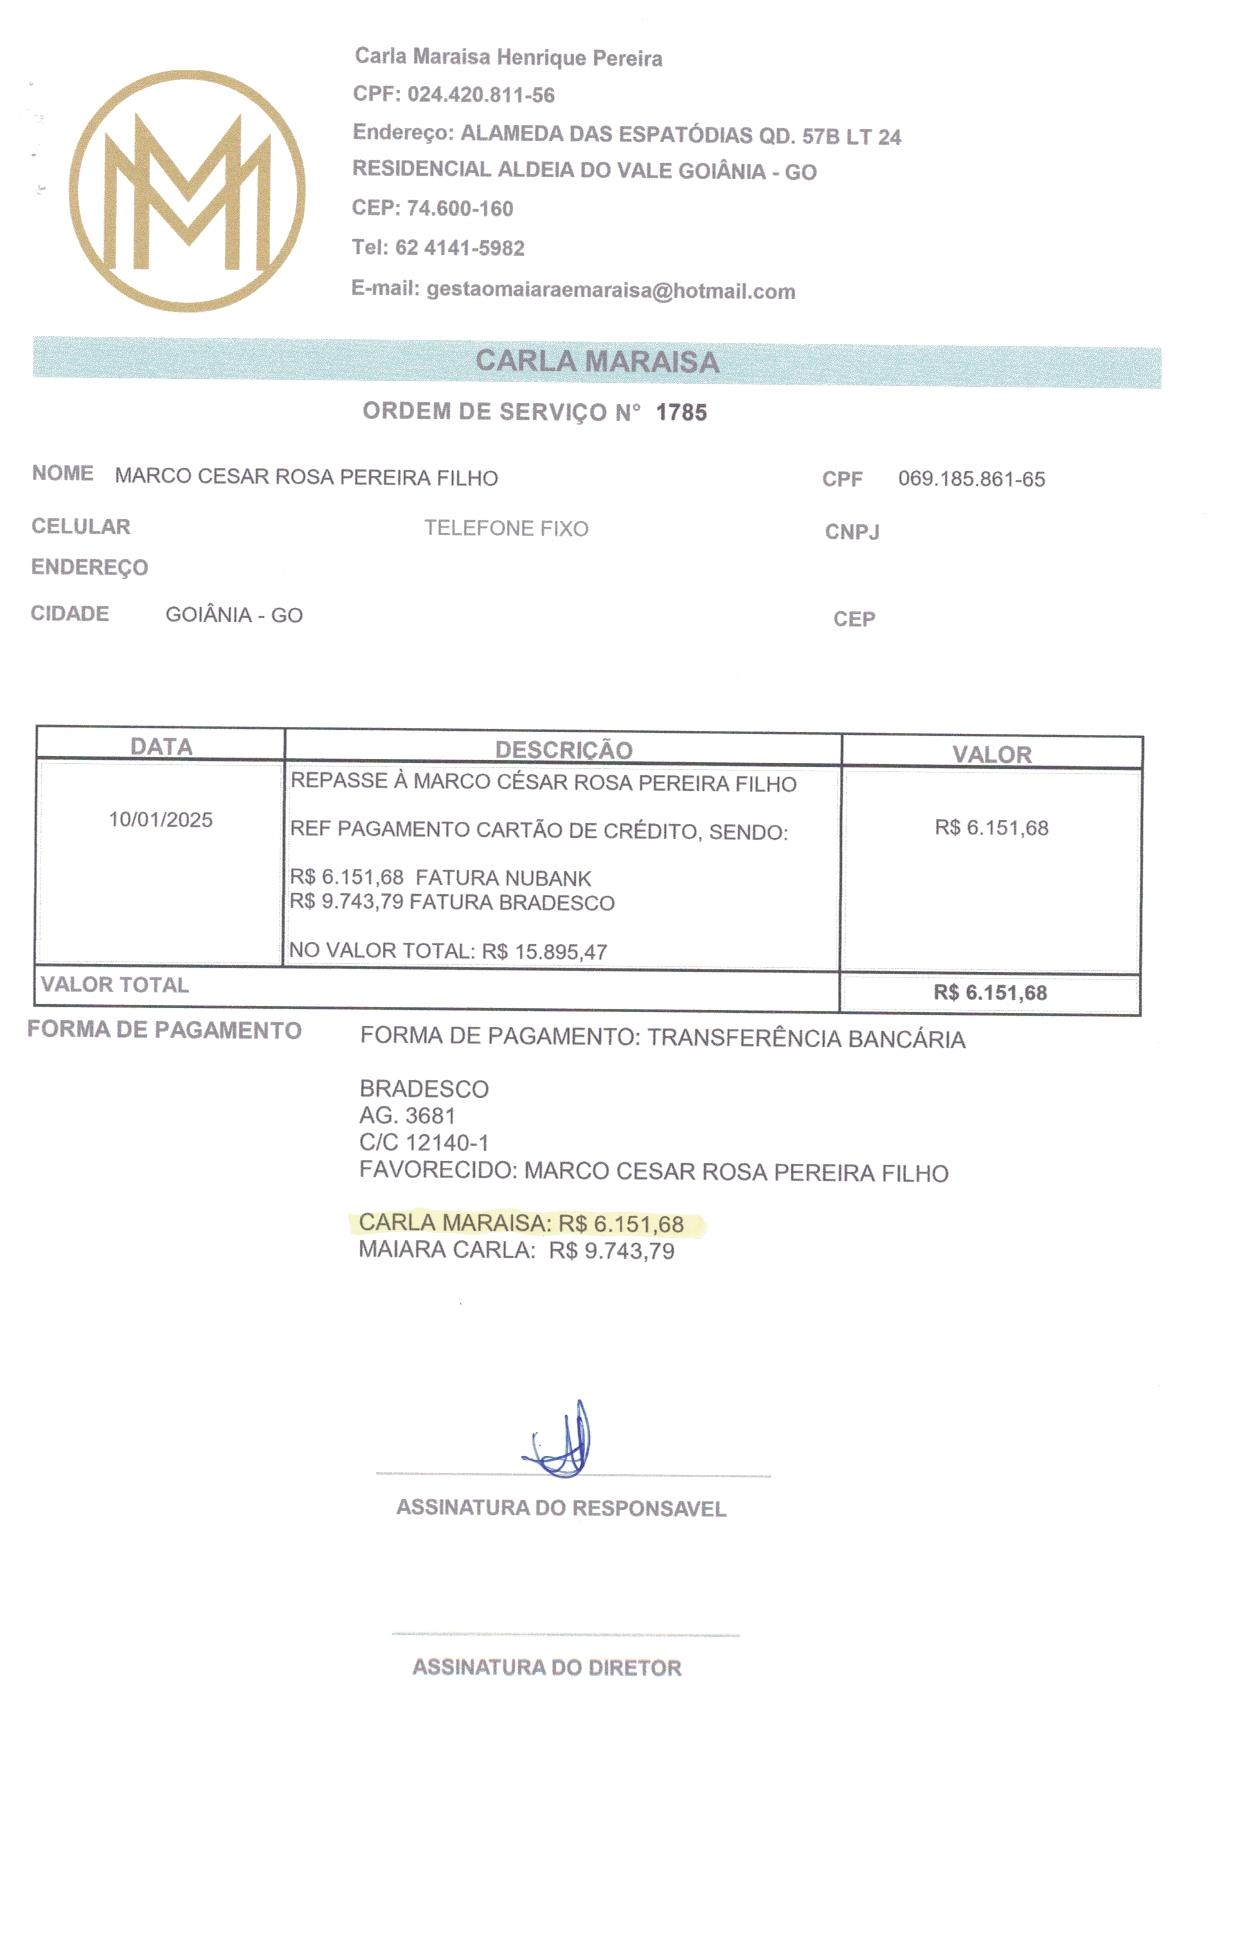 Carla Maraisa Henrique Pereira
CPF: 024.420.811-56
Endereço: ALAMEDA DAS ESPATÓDIAS QD. 57B LT 24
RESIDENCIAL ALDEIA DO VALE GOIÂNIA - GO
CEP: 74.600-160
Tel: 62 4141-5982
E-mail: gestaomaiaraemaraisa@hotmail.com
CARLA MARAISA
ORDEM DE SERVIÇO N° 1785
NOME MARCO CESAR ROSA PEREIRA FILHO CPF 069.185.861-65
CELULAR TELEFONE FIXO CNPJ
ENDEREÇO
CIDADE GOIÂNIA - GO CEP
DATA DESCRIÇÃO VALOR
REPASSE À MARCO CÉSAR ROSA PEREIRA FILHO
10/01/2025 REF PAGAMENTO CARTÃO DE CRÉDITO, SENDO: R$ 6.151,68
R$ 6.151,68 FATURA NUBANK
R$ 9.743,79 FATURA BRADESCO
NO VALOR TOTAL: R$ 15.895,47
VALOR TOTAL R$ 6.151,68
FORMA DE PAGAMENTO FORMA DE PAGAMENTO: TRANSFERÊNCIA BANCÁRIA
BRADESCO
AG. 3681
C/C 12140-1
FAVORECIDO: MARCO CESAR ROSA PEREIRA FILHO
CARLA MARAISA: R$ 6.151,68
MAIARA CARLA: R$ 9.743,79
ASSINATURA DO RESPONSAVEL
ASSINATURA DO DIRETOR